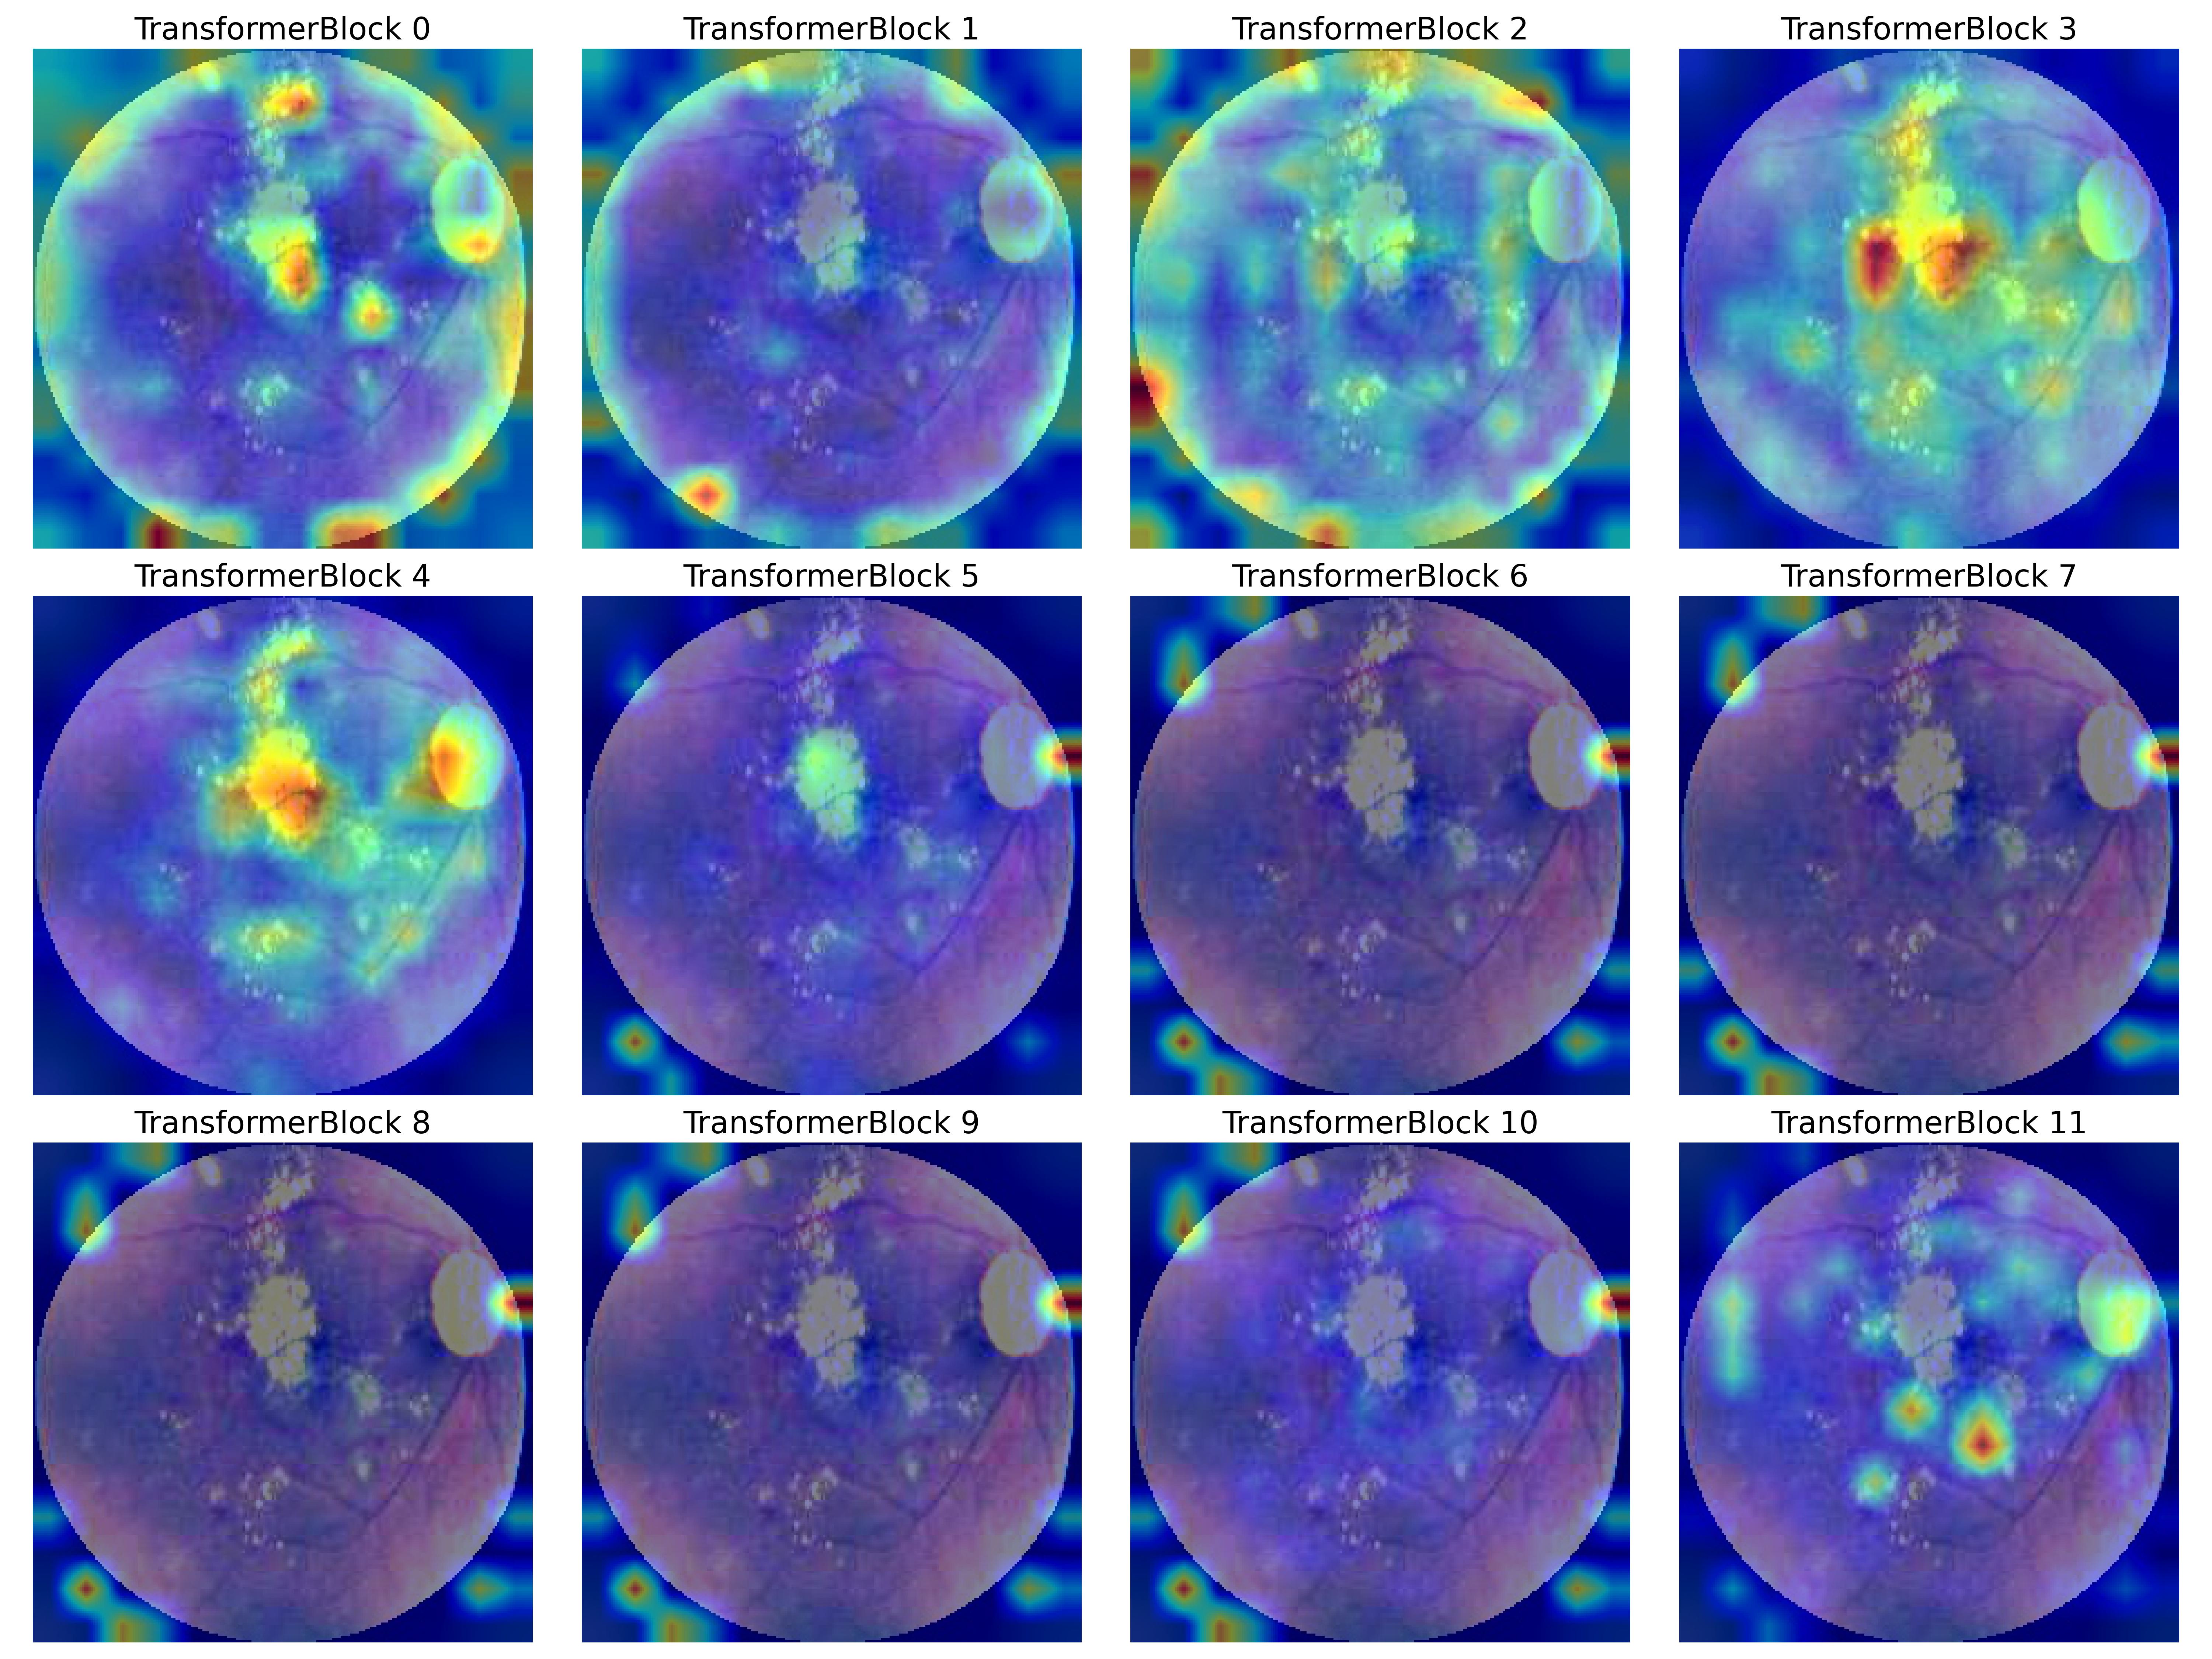 TransformerBlock 0
TransformerBlock 1
TransformerBlock 2
TransformerBlock 3
TransformerBlock 4
TransformerBlock 5
TransformerBlock 6
TransformerBlock 7
TransformerBlock 8
TransformerBlock 9
TransformerBlock 10
TransformerBlock 11